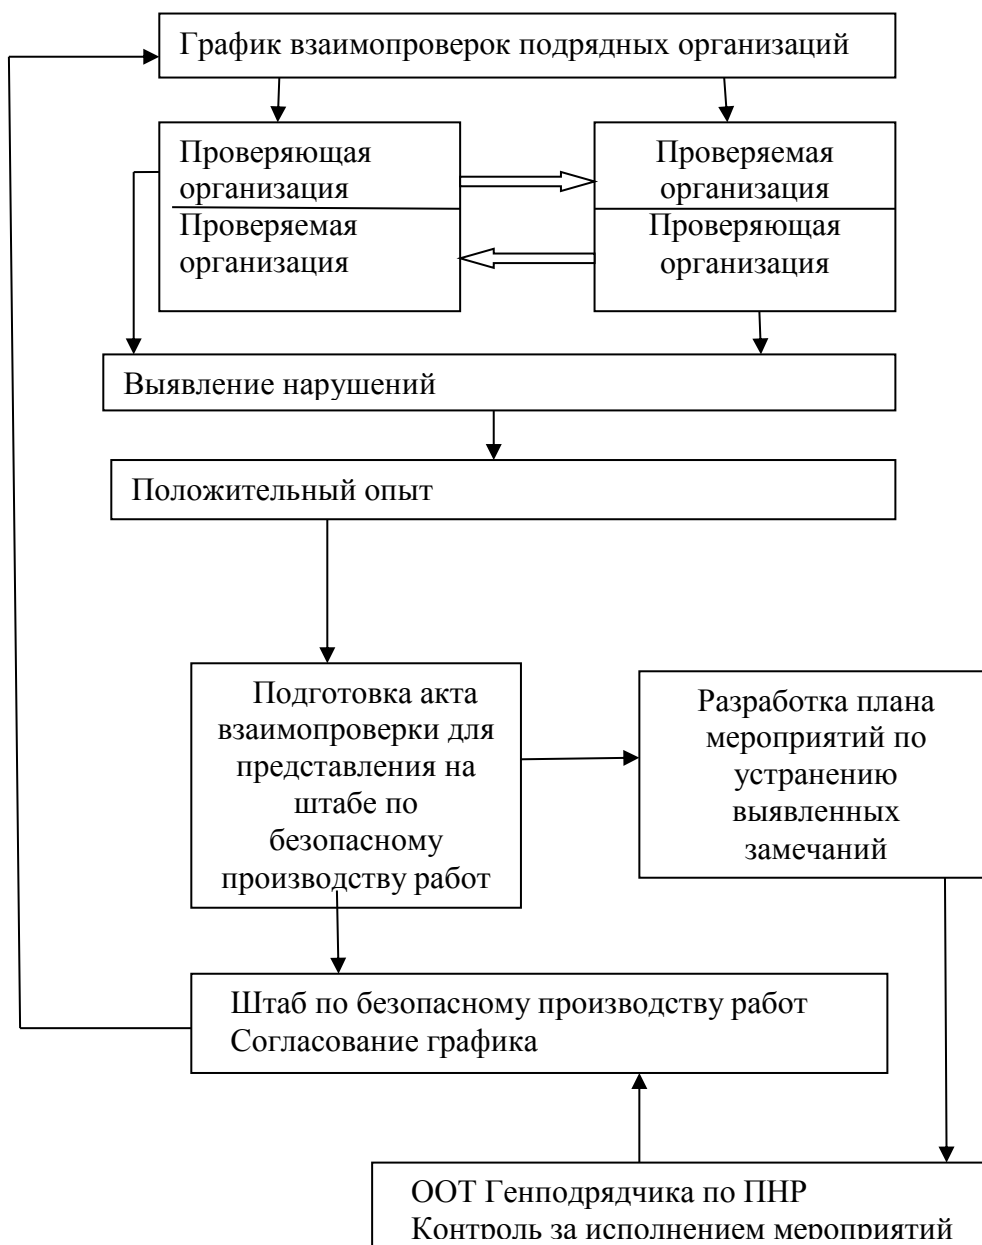 График взаимопроверок подрядных организаций
Проверяющая
организация
Проверяемая
организация
Проверяемая
организация
Проверяющая
организация
Выявление нарушений
Положительный опыт
Подготовка акта
взаимопроверки для
представления на
штабе по
безопасному
производству работ
Разработка плана
мероприятий по
устранению
выявленных
замечаний
Штаб по безопасному производству работ
Согласование графика
ООТ Генподрядчика по ПНР
Контроль за исполнением мероприятий